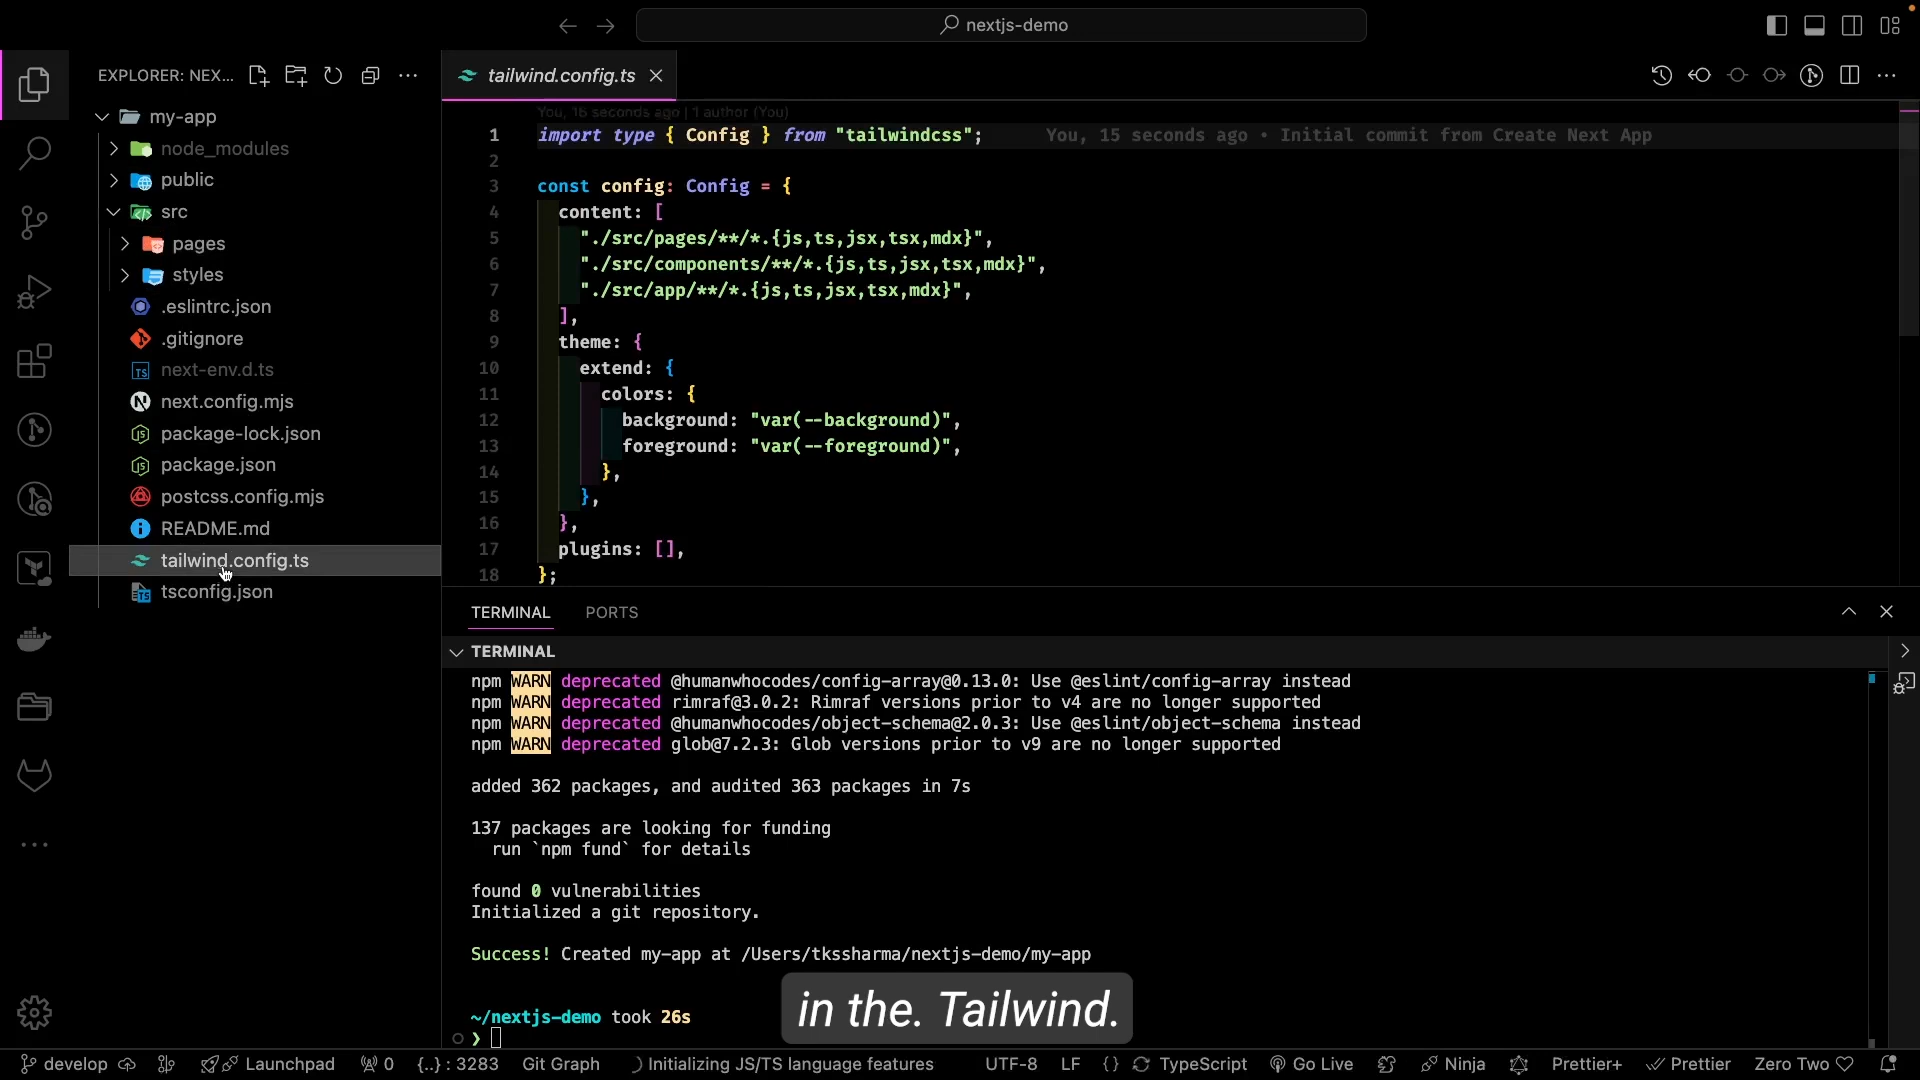 nextjs-demo
EXPLORER: NEX...
my-app
node_modules
public
src
pages
styles
.eslintrc.json
.gitignore
next-env.d.ts
next.config.mjs
package-lock.json
package.json
postcss.config.mjs
README.md
tailwind.config.ts
tsconfig.json
tailwind.config.ts
You, 16 seconds ago | 1 author (You)
1 import type { Config } from "tailwindcss"; You, 15 seconds ago • Initial commit from Create Next App
2
3 const config: Config = {
4 content: [
5 "./src/pages/**/*.{js,ts,jsx,tsx,mdx}",
6 "./src/components/**/*.{js,ts,jsx,tsx,mdx}",
7 "./src/app/**/*.{js,ts,jsx,tsx,mdx}",
8 ],
9 theme: {
10 extend: {
11 colors: {
12 background: "var(--background)",
13 foreground: "var(--foreground)",
14 },
15 },
16 },
17 plugins: [],
18 };
TERMINAL PORTS
TERMINAL
npm WARN deprecated @humanwhocodes/config-array@0.13.0: Use @eslint/config-array instead
npm WARN deprecated rimraf@3.0.2: Rimraf versions prior to v4 are no longer supported
npm WARN deprecated @humanwhocodes/object-schema@2.0.3: Use @eslint/object-schema instead
npm WARN deprecated glob@7.2.3: Glob versions prior to v9 are no longer supported
added 362 packages, and audited 363 packages in 7s
137 packages are looking for funding
run `npm fund` for details
found 0 vulnerabilities
Initialized a git repository.
Success! Created my-app at /Users/tkssharma/nextjs-demo/my-app
~/nextjs-demo took 26s
❯
in the. Tailwind.
develop Launchpad 0 {..} : 3283 Git Graph Initializing JS/TS language features UTF-8 LF {} TypeScript Go Live Ninja Prettier+ Prettier Zero Two